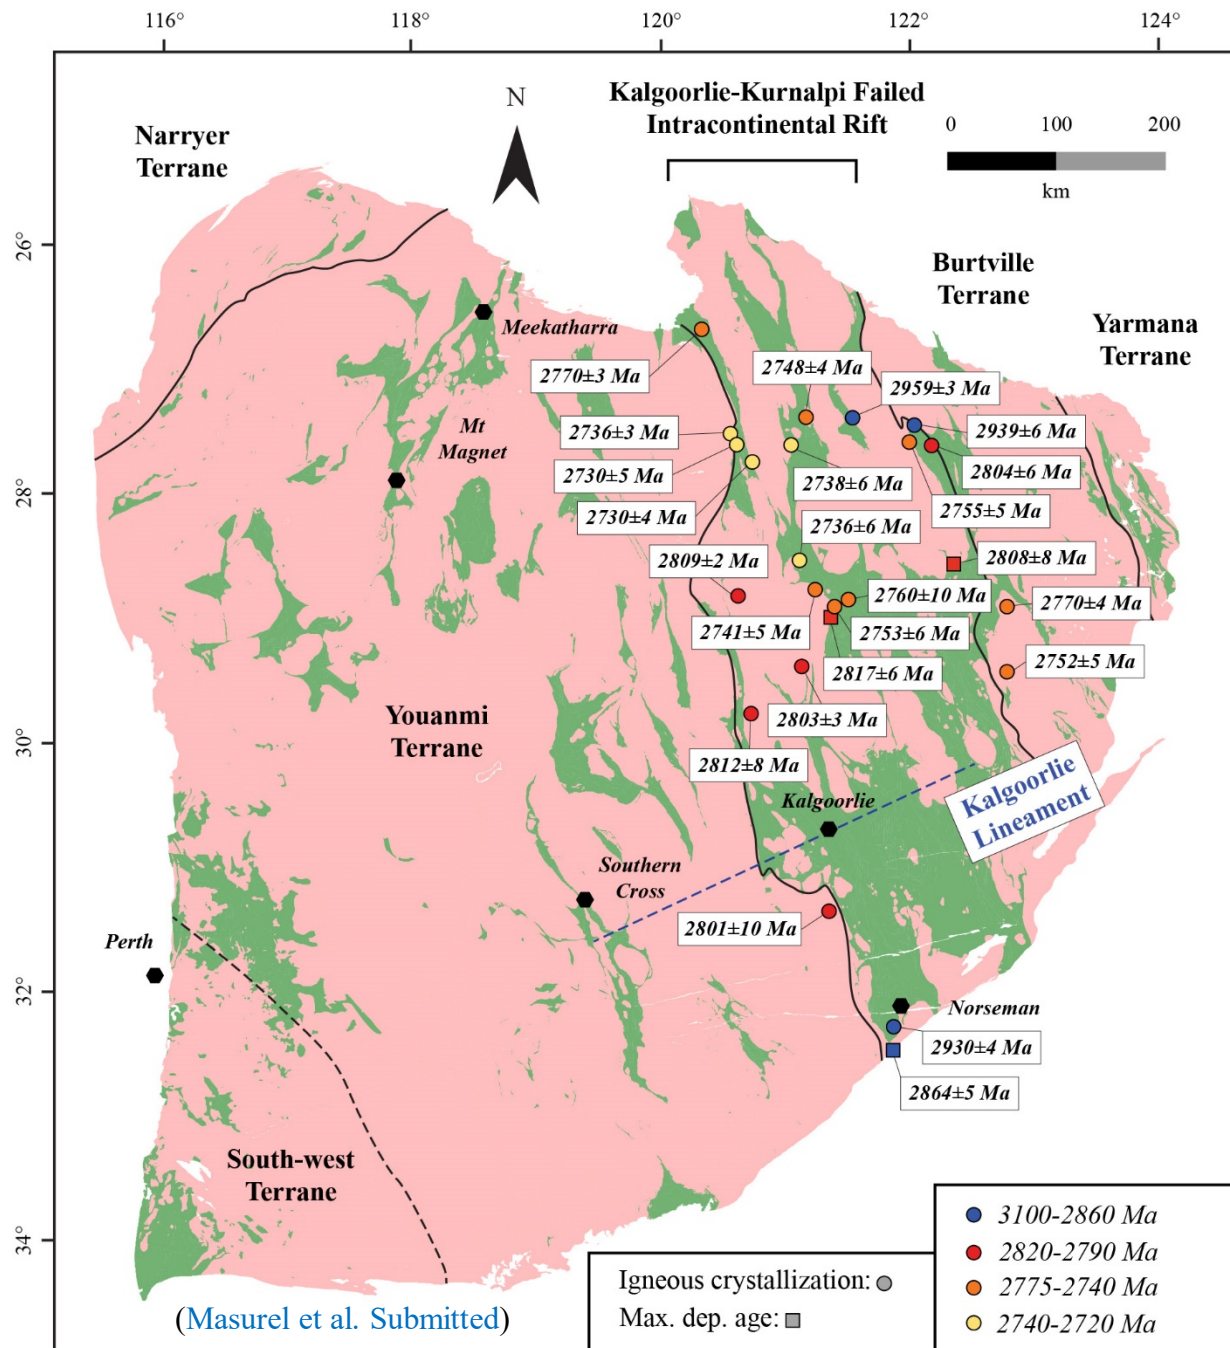 116°
118°
120°
122°
124°
Kalgoorlie-Kurnalpi Failed
Intracontinental Rift
N
0
100
200
km
Narryer
Terrane
26°
Burtville
Terrane
Yarmana
Terrane
Meekatharra
2770±3 Ma
2748±4 Ma
2959±3 Ma
2736±3 Ma
2939±6 Ma
Mt
Magnet
2730±5 Ma
2738±6 Ma
2804±6 Ma
28°
2730±4 Ma
2755±5 Ma
2736±6 Ma
2809±2 Ma
2808±8 Ma
2760±10 Ma
2770±4 Ma
2741±5 Ma
2753±6 Ma
2817±6 Ma
2752±5 Ma
Youanmi
Terrane
2803±3 Ma
30°
2812±8 Ma
Kalgoorlie
Kalgoorlie
Lineament
Southern
Cross
2801±10 Ma
Perth
32°
Norseman
2930±4 Ma
2864±5 Ma
South-west
Terrane
34°
(Masurel et al. Submitted)
Igneous crystallization:
Max. dep. age:
3100-2860 Ma
2820-2790 Ma
2775-2740 Ma
2740-2720 Ma